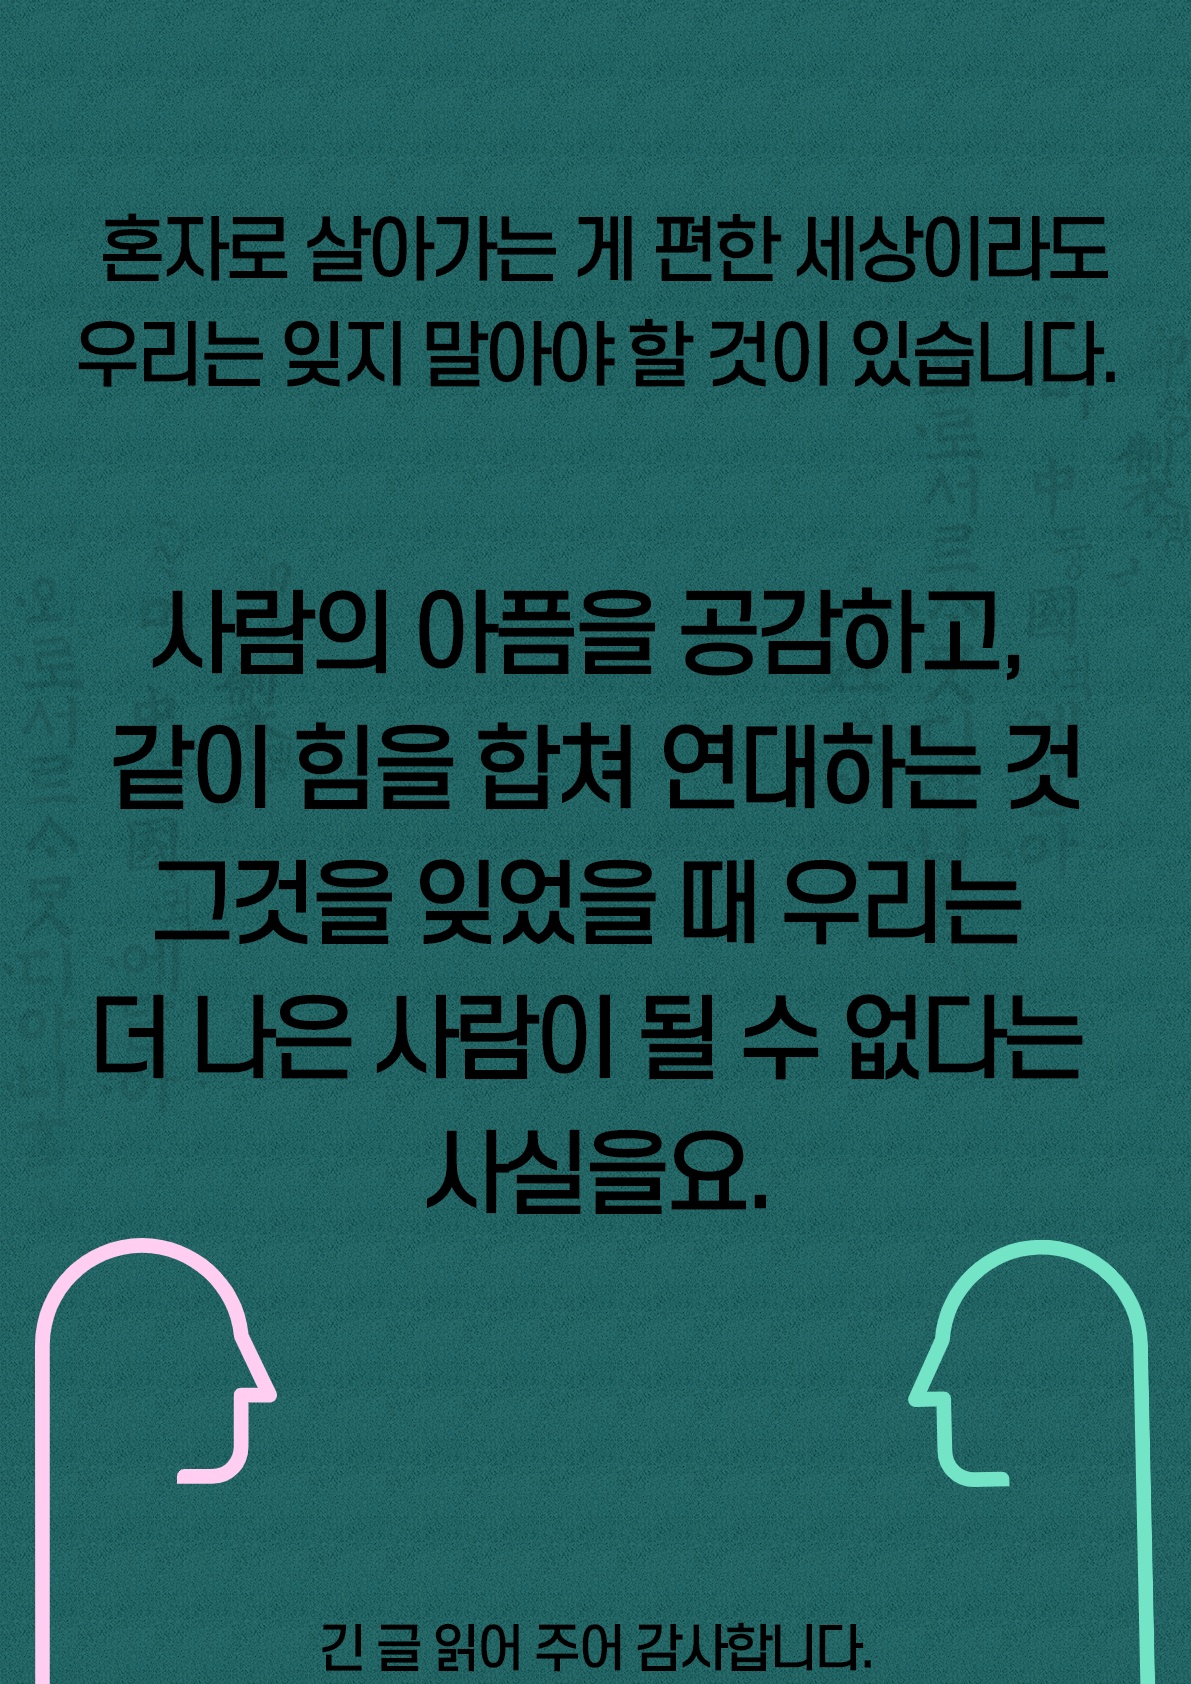 혼자로 살아가는 게 편한 세상이라도
우리는 잊지 말아야 할 것이 있습니다.
사람의 아픔을 공감하고,
같이 힘을 합쳐 연대하는 것
그것을 잊었을 때 우리는
더 나은 사람이 될 수 없다는
사실을요.
긴 글 읽어 주어 감사합니다.